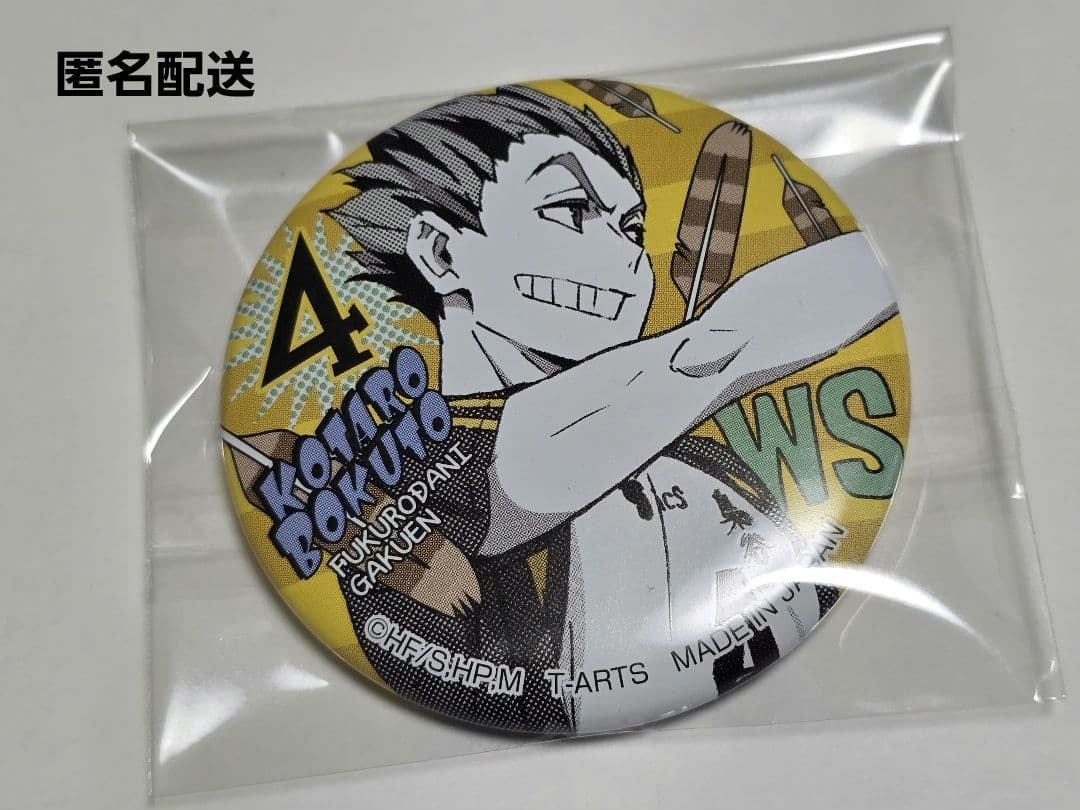 匿名配送
4
KOTARO
BOKUTO
FUKURODANI
GAKUEN
WS
©HF/S,HP,M T-ARTS MADE IN JAPAN